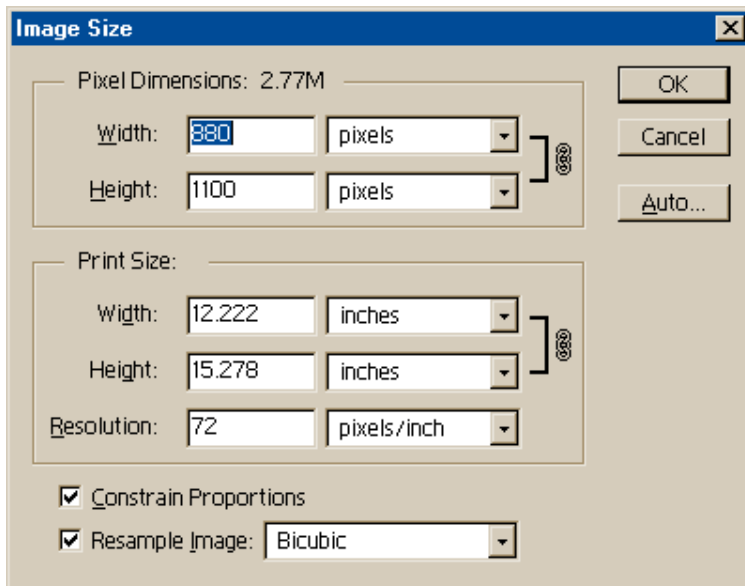 Image Size
Pixel Dimensions: 2.77M
OK
Width: 880 pixels
Cancel
Height: 1100 pixels
Auto...
Print Size:
Width: 12.222 inches
Height: 15.278 inches
Resolution: 72 pixels/inch
Constrain Proportions
Resample Image: Bicubic